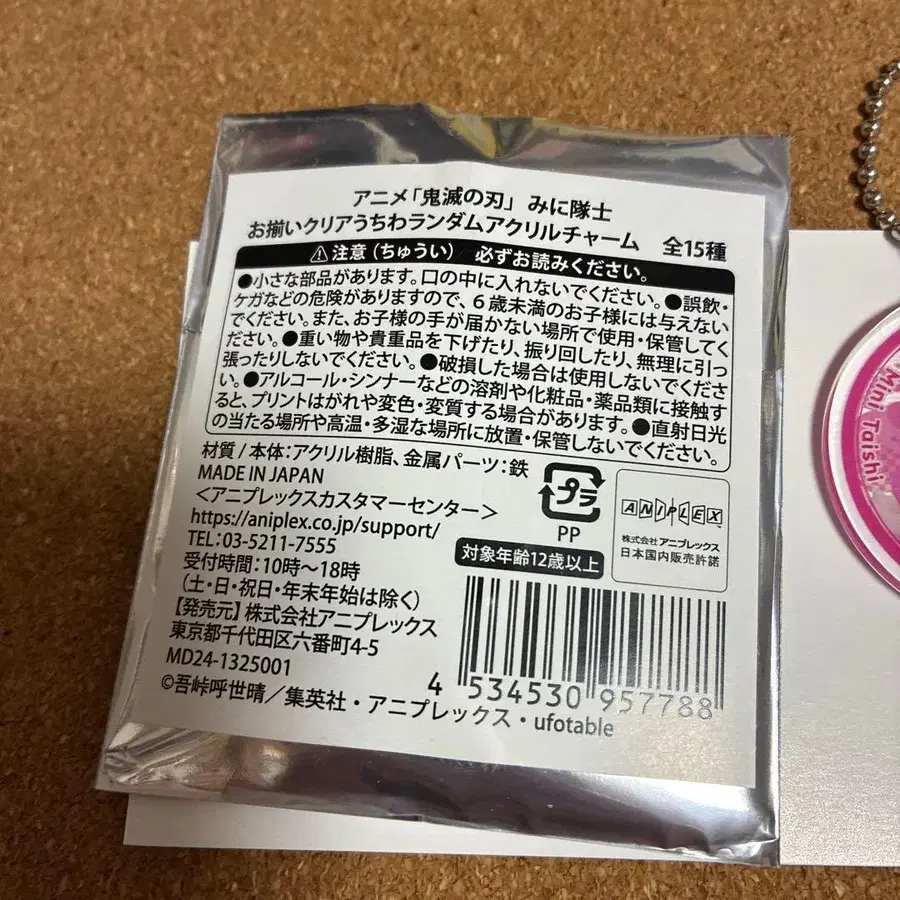 アニメ「鬼滅の刃」 みに隊士
お揃いクリアうちわランダムアクリルチャーム 全15種
⚠注意（ちゅうい） 必ずお読みください。
●小さな部品があります。口の中に入れないでください。●誤飲・
ケガなどの危険がありますので、6歳未満のお子様には与えない
でください。また、お子様の手が届かない場所で使用・保管してく
ださい。●重い物や貴重品を下げたり、振り回したり、無理に引っ
張ったりしないでください。●破損した場合は使用しないでくださ
い。●アルコール・シンナーなどの溶剤や化粧品・薬品類に接触す
ると、プリントはがれや変色・変質する場合があります。●直射日光
の当たる場所や高温・多湿な場所に放置・保管しないでください。
材質/本体:アクリル樹脂、金属パーツ:鉄
MADE IN JAPAN
<アニプレックスカスタマーセンター>
https://aniplex.co.jp/support/
TEL:03-5211-7555
受付時間:10時～18時
(土・日・祝日・年末年始は除く)
【発売元】株式会社アニプレックス
東京都千代田区六番町4-5
MD24-1325001
©吾峠呼世晴／集英社・アニプレックス・ufotable
プラ
PP
対象年齢12歳以上
ANIPLEX
株式会社アニプレックス
日本国内販売許諾
4 534530 957788
Mini Taishi